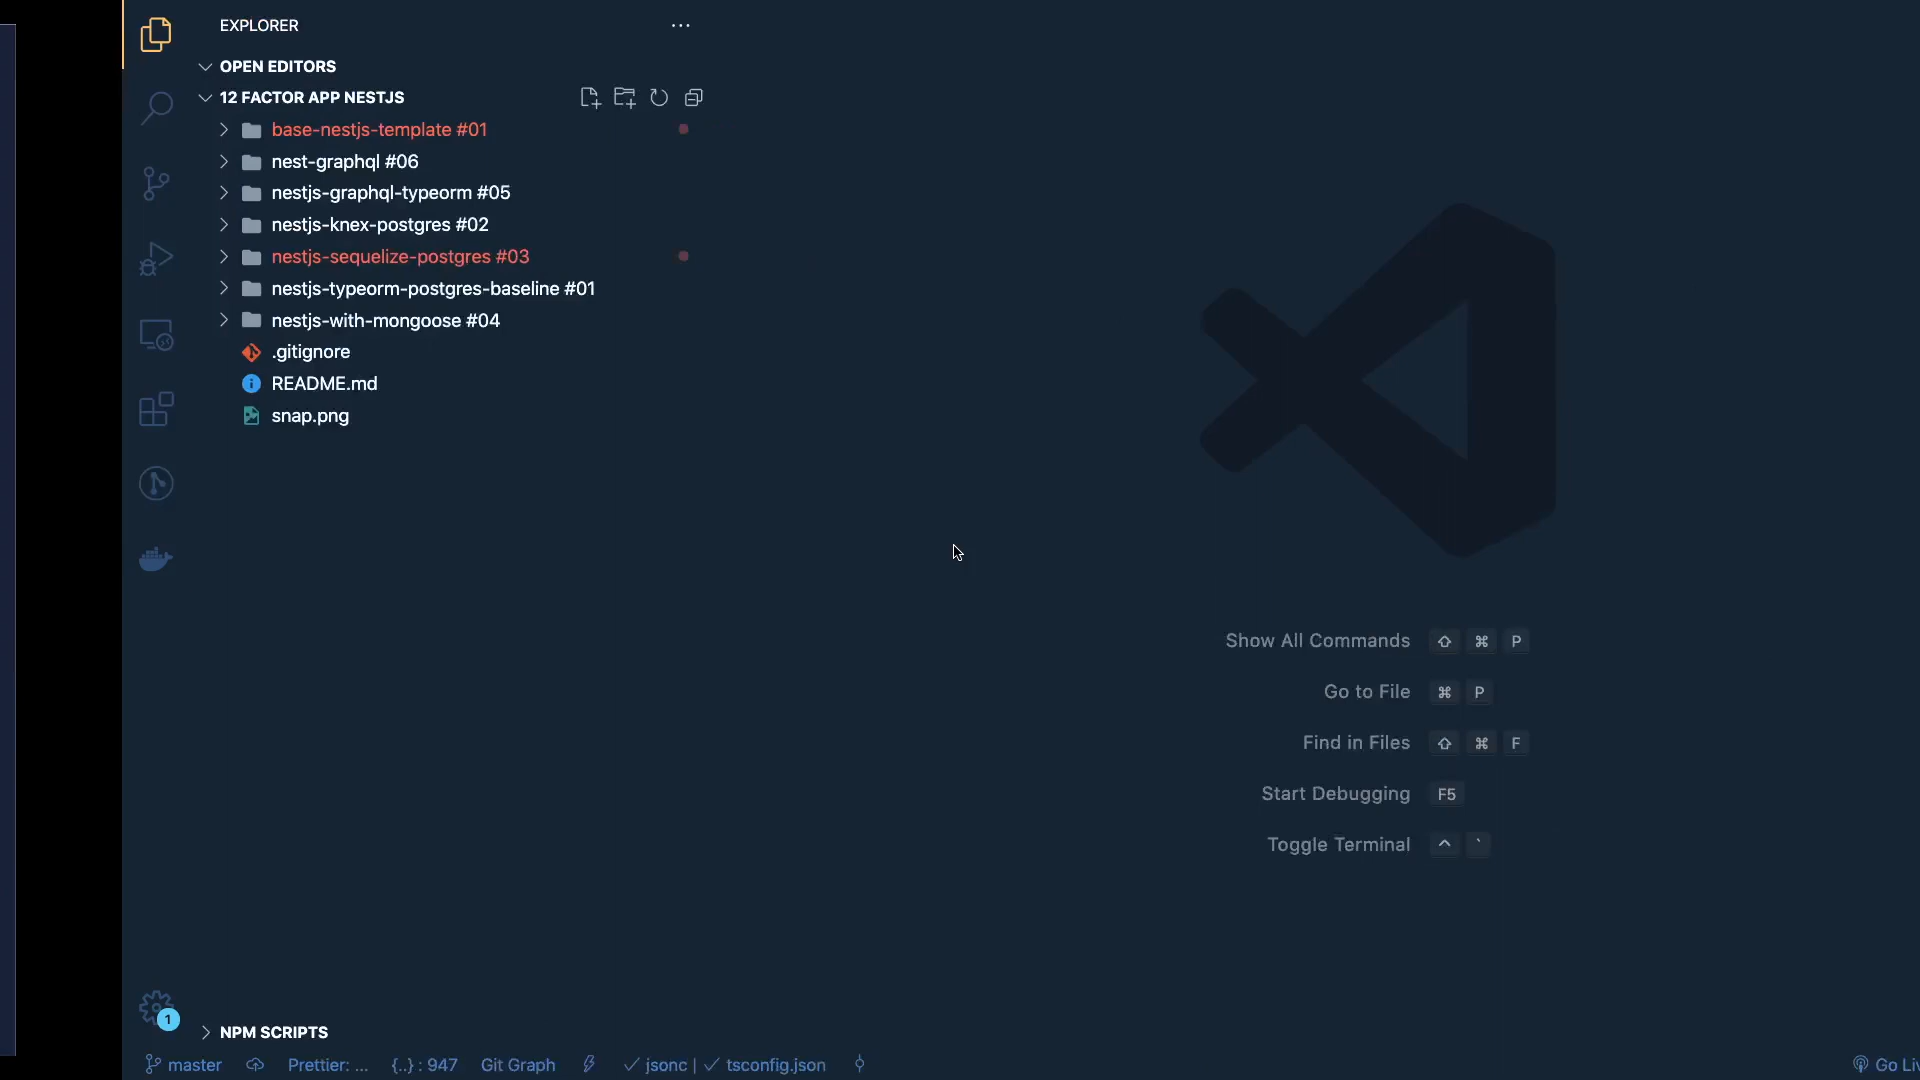 EXPLORER
OPEN EDITORS
12 FACTOR APP NESTJS
base-nestjs-template #01
nest-graphql #06
nestjs-graphql-typeorm #05
nestjs-knex-postgres #02
nestjs-sequelize-postgres #03
nestjs-typeorm-postgres-baseline #01
nestjs-with-mongoose #04
.gitignore
README.md
snap.png
Show All Commands ⇧ ⌘ P
Go to File ⌘ P
Find in Files ⇧ ⌘ F
Start Debugging F5
Toggle Terminal ^ `
1
NPM SCRIPTS
master Prettier: ... {..} : 947 Git Graph ✓ jsonc | ✓ tsconfig.json Go Liv